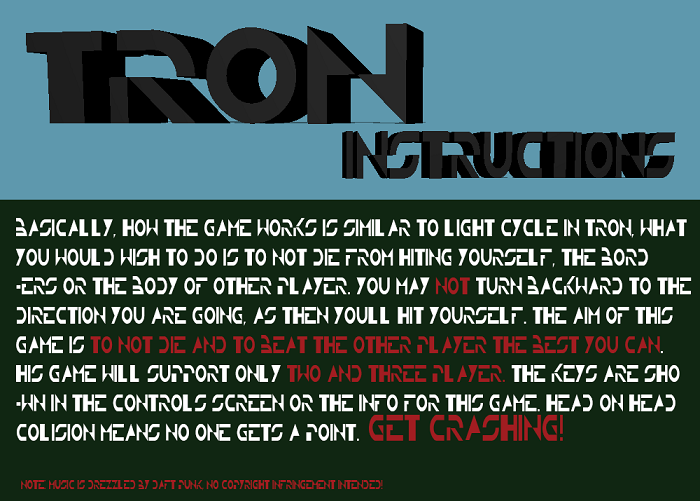 TRON
INSTRUCTIONS
BASICALLY, HOW THE GAME WORKS IS SIMILAR TO LIGHT CYCLE IN TRON, WHAT
YOU WOULD WISH TO DO IS TO NOT DIE FROM HITING YOURSELF, THE BORD
-ERS OR THE BODY OF OTHER PLAYER. YOU MAY NOT TURN BACKWARD TO THE
DIRECTION YOU ARE GOING, AS THEN YOULL HIT YOURSELF. THE AIM OF THIS
GAME IS TO NOT DIE AND TO BEAT THE OTHER PLAYER THE BEST YOU CAN.
HIS GAME WILL SUPPORT ONLY TWO AND THREE PLAYER. THE KEYS ARE SHO
-WN IN THE CONTROLS SCREEN OR THE INFO FOR THIS GAME. HEAD ON HEAD
COLISION MEANS NO ONE GETS A POINT. GET CRASHING!
NOTE: MUSIC IS DREZZLED BY DAFT PUNK, NO COPYRIGHT INFRINGEMENT INTENDED!